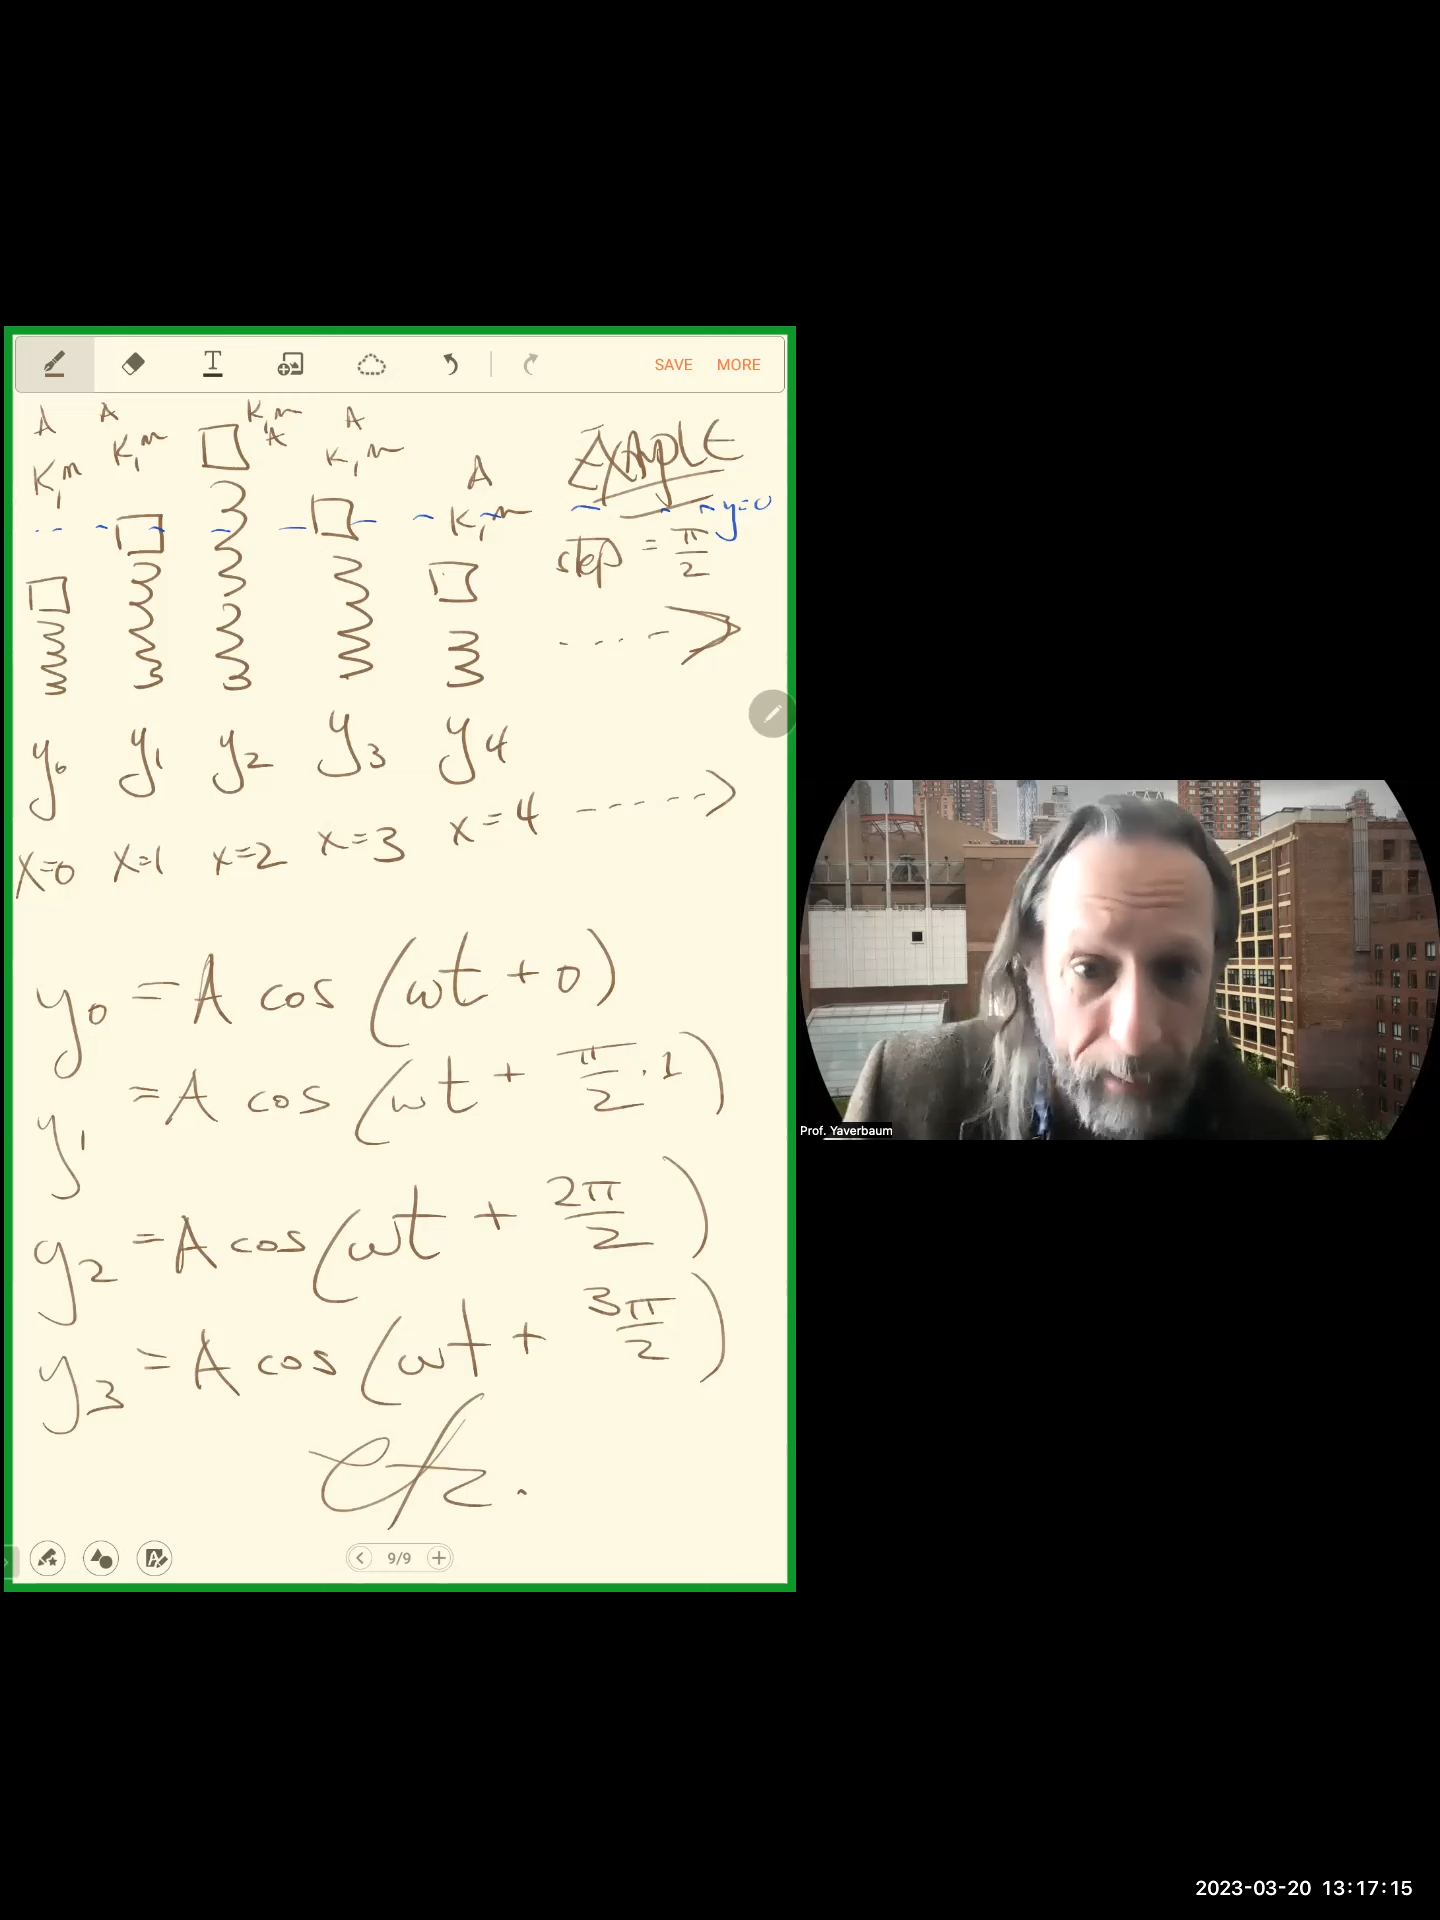 SAVE MORE
A A K,m A
K,m K,m A K,m A
K,m
EXAPLE
y=0
step = π/2
y₀ y₁ y₂ y₃ y₄
x=0 x=1 x=2 x=3 x=4
y₀ = A cos (ωt + 0)
y₁ = A cos (ωt + π/2 · 1)
y₂ = A cos (ωt + 2π/2)
y₃ = A cos (ωt + 3π/2)
etc.
9/9
Prof. Yaverbaum
2023-03-20 13:17:15